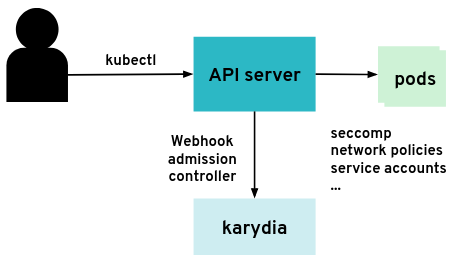 kubectl
API server
pods
Webhook
admission
controller
seccomp
network policies
service accounts
...
karydia